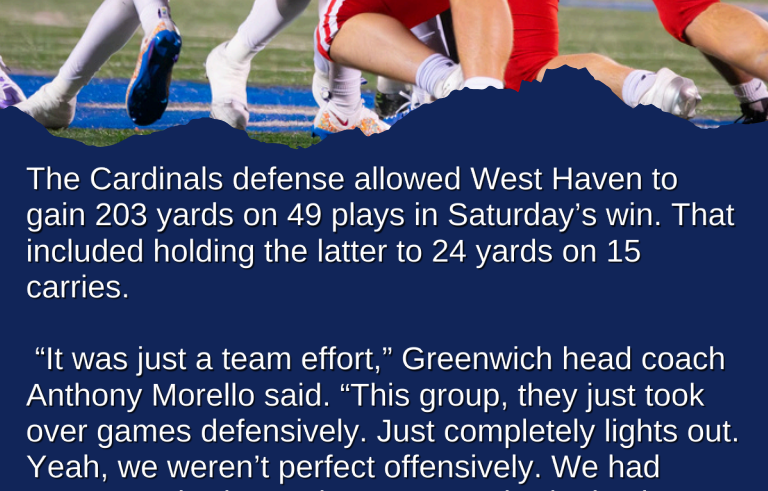 The Cardinals defense allowed West Haven to
gain 203 yards on 49 plays in Saturday’s win. That
included holding the latter to 24 yards on 15
carries.
“It was just a team effort,” Greenwich head coach
Anthony Morello said. “This group, they just took
over games defensively. Just completely lights out.
Yeah, we weren’t perfect offensively. We had